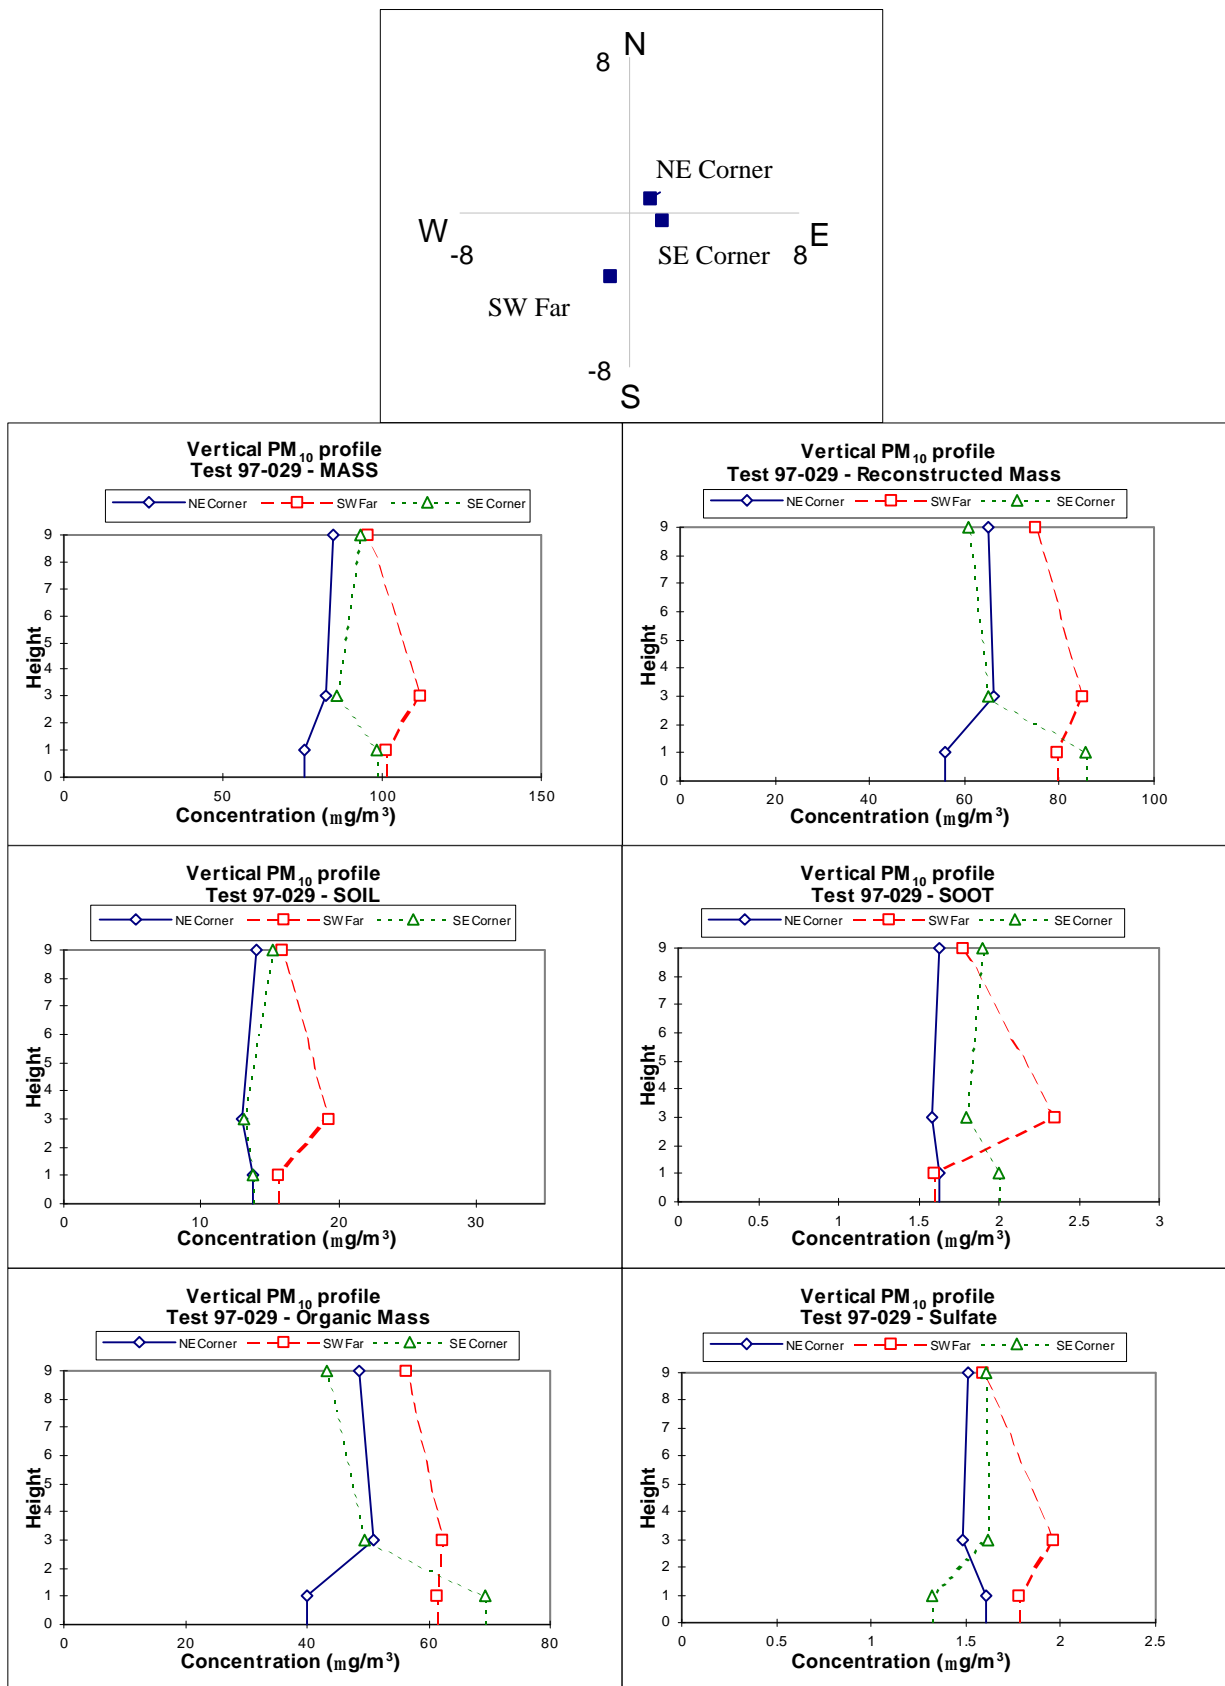 N
8
NE Corner
W
E
-8
SE Corner
8
SW Far
-8
S
Vertical PM10 profile
Test 97-029 - MASS
NE Corner SW Far SE Corner
9
8
7
6
5
4
3
2
1
0
Height
0 50 100 150
Concentration (mg/m³)
Vertical PM10 profile
Test 97-029 - Reconstructed Mass
NE Corner SW Far SE Corner
9
8
7
6
5
4
3
2
1
0
Height
0 20 40 60 80 100
Concentration (mg/m³)
Vertical PM10 profile
Test 97-029 - SOIL
NE Corner SW Far SE Corner
9
8
7
6
5
4
3
2
1
0
Height
0 10 20 30
Concentration (mg/m³)
Vertical PM10 profile
Test 97-029 - SOOT
NE Corner SW Far SE Corner
9
8
7
6
5
4
3
2
1
0
Height
0 0.5 1 1.5 2 2.5 3
Concentration (mg/m³)
Vertical PM10 profile
Test 97-029 - Organic Mass
NE Corner SW Far SE Corner
9
8
7
6
5
4
3
2
1
0
Height
0 20 40 60 80
Concentration (mg/m³)
Vertical PM10 profile
Test 97-029 - Sulfate
NE Corner SW Far SE Corner
9
8
7
6
5
4
3
2
1
0
Height
0 0.5 1 1.5 2 2.5
Concentration (mg/m³)